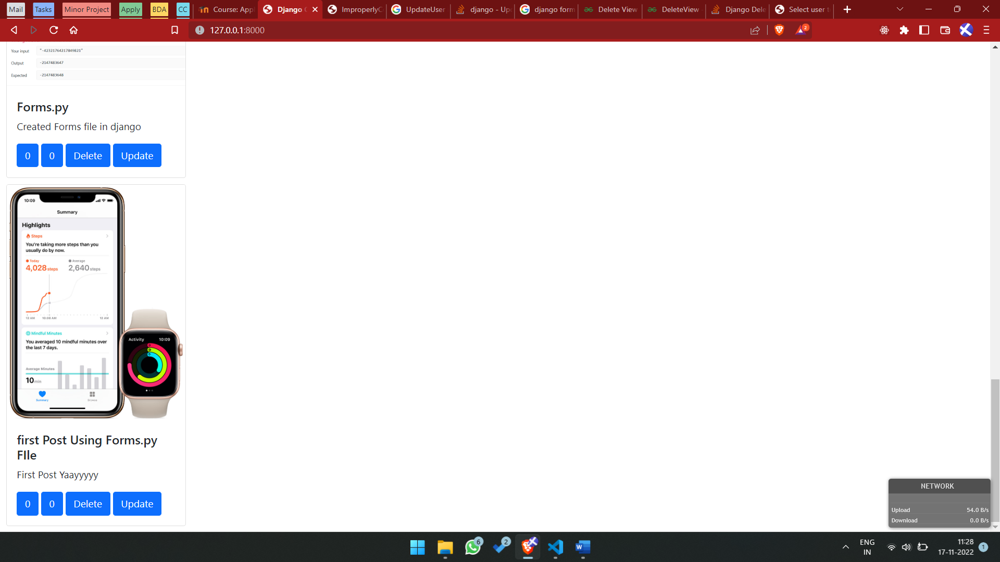 Mail Tasks Minor Project Apply BDA CC Course: App Django ImproperlyC UpdateUser django - Up django form Delete View DeleteView Django Dele Select user t
127.0.0.1:8000
Your input "-42321764217849821"
Output -2147483647
Expected -2147483648
Forms.py
Created Forms file in django
0 0 Delete Update
10:09
Summary
Highlights
Steps
You're taking more steps than you
usually do by now.
Today Average
4,028 steps 2,640 steps
12 AM 10:08 AM 12 AM
Mindful Minutes
You averaged 10 mindful minutes over
the last 7 days.
Average Minutes
10 min
Summary Browse
Activity 10:09
first Post Using Forms.py
FIle
First Post Yaayyyyy
0 0 Delete Update
NETWORK
Upload 54.0 B/s
Download 0.0 B/s
6 2
ENG
IN
11:28
17-11-2022
1
2